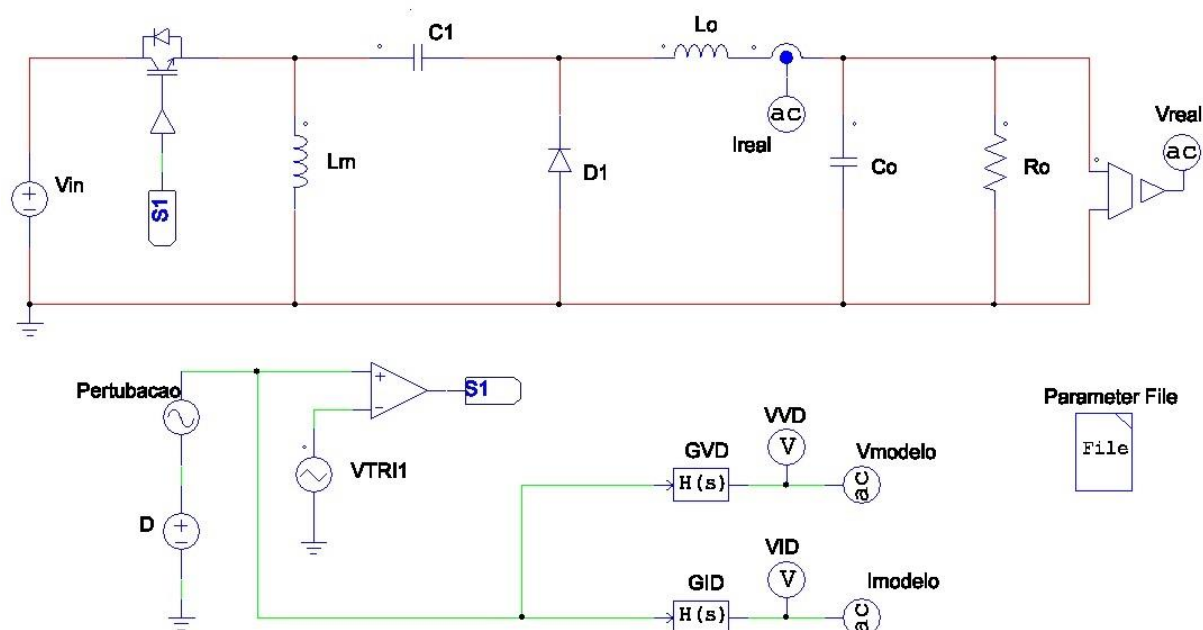 C1
Lo
ac
Ireal
Vreal
ac
Vin
S1
Lm
D1
Co
Ro
Pertubacao
S1
VTRI1
D
GVD
H(s)
VVD
V
Vmodelo
ac
GID
H(s)
VID
V
Imodelo
ac
Parameter File
File